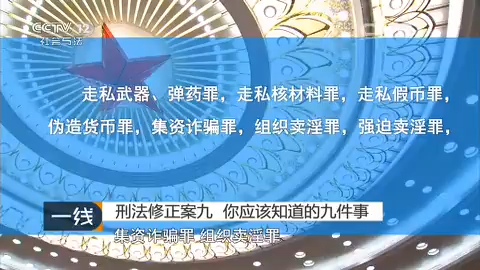 CCTV 12
社会与法
走私武器、弹药罪，走私核材料罪，走私假币罪，
伪造货币罪，集资诈骗罪，组织卖淫罪，强迫卖淫罪，
一线
刑法修正案九 你应该知道的九件事
集资诈骗罪 组织卖淫罪